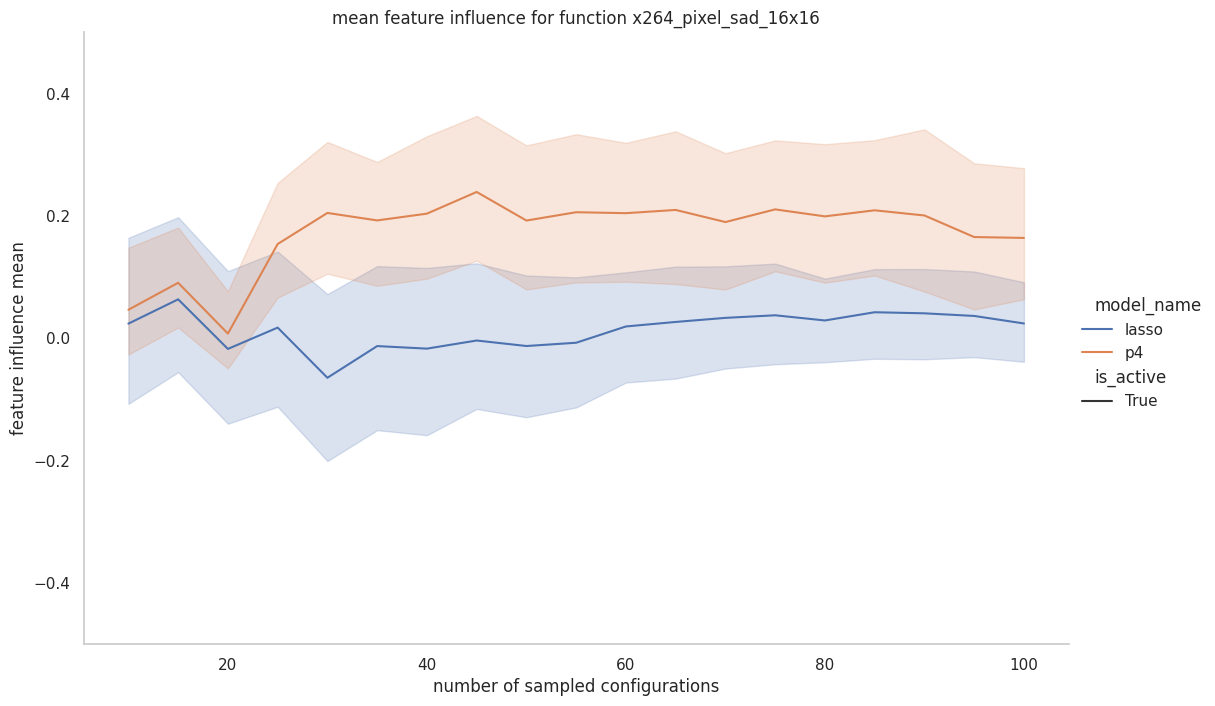 mean feature influence for function x264_pixel_sad_16x16
feature influence mean
0.4
0.2
0.0
−0.2
−0.4
20
40
60
80
100
number of sampled configurations
model_name
lasso
p4
is_active
True